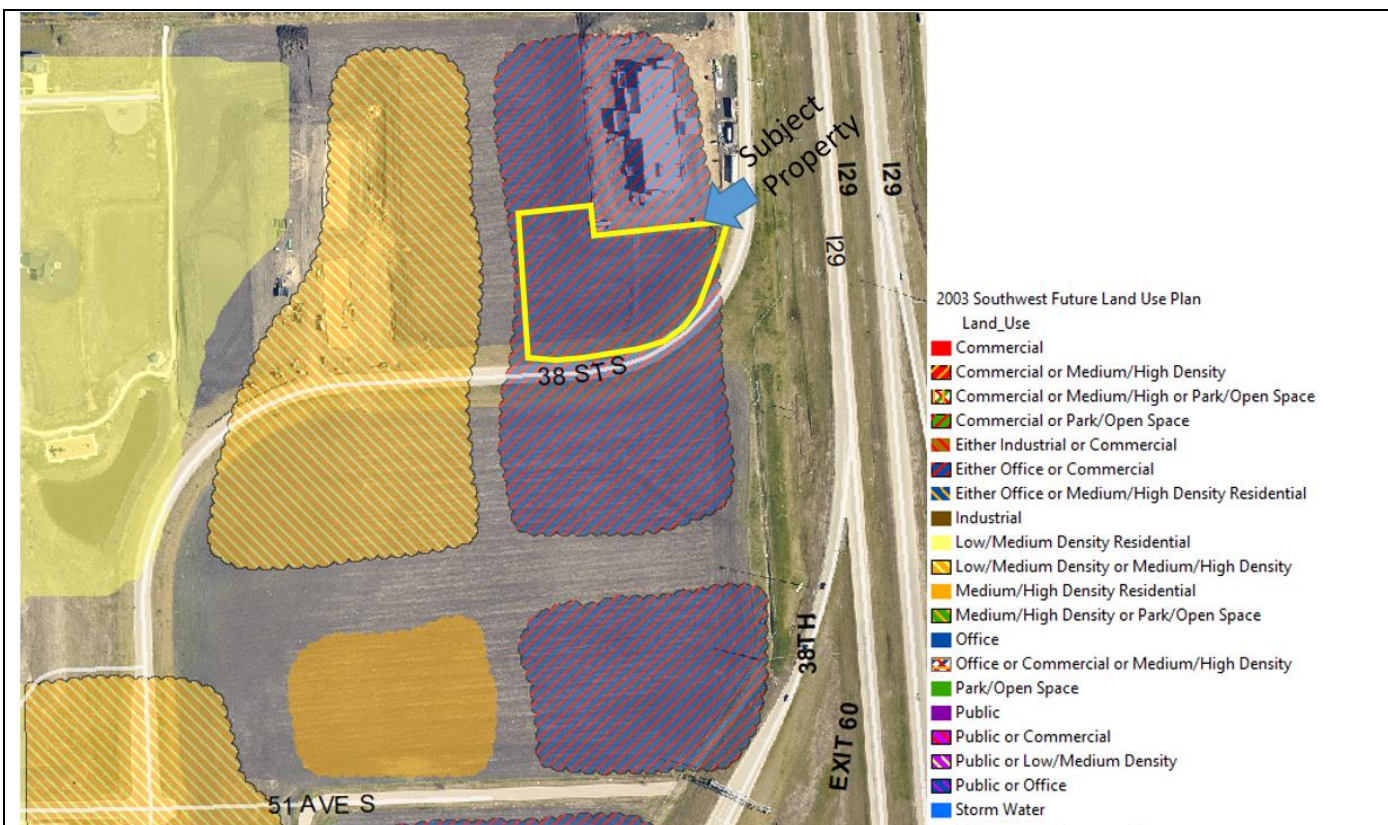 Subject
Property
I29
I29
I29
38 ST S
38TH
EXIT 60
51 AVE S
2003 Southwest Future Land Use Plan
Land_Use
Commercial
Commercial or Medium/High Density
Commercial or Medium/High or Park/Open Space
Commercial or Park/Open Space
Either Industrial or Commercial
Either Office or Commercial
Either Office or Medium/High Density Residential
Industrial
Low/Medium Density Residential
Low/Medium Density or Medium/High Density
Medium/High Density Residential
Medium/High Density or Park/Open Space
Office
Office or Commercial or Medium/High Density
Park/Open Space
Public
Public or Commercial
Public or Low/Medium Density
Public or Office
Storm Water